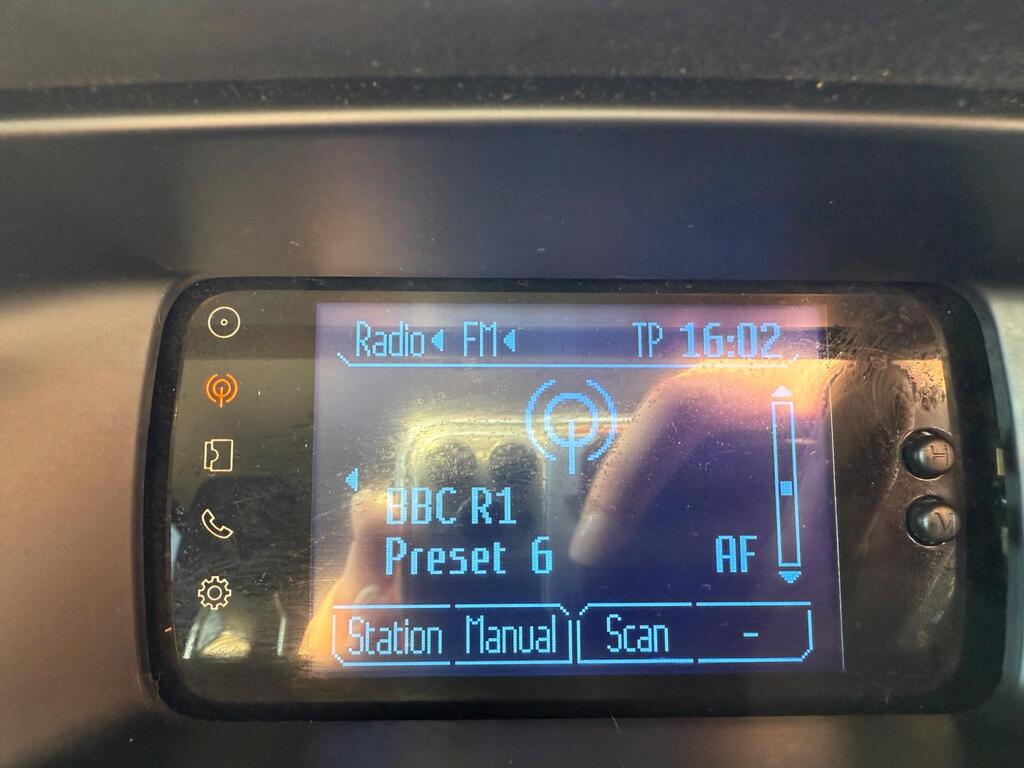 Radio FM TP 16:02
BBC R1
Preset 6 AF
Station Manual Scan -